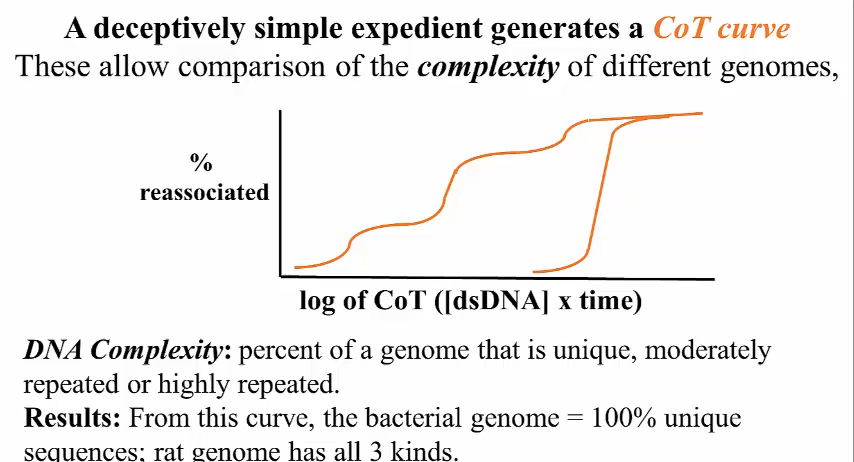 A deceptively simple expedient generates a CoT curve
These allow comparison of the complexity of different genomes,
%
reassociated
log of CoT ([dsDNA] x time)
DNA Complexity: percent of a genome that is unique, moderately
repeated or highly repeated.
Results: From this curve, the bacterial genome = 100% unique
sequences; rat genome has all 3 kinds.